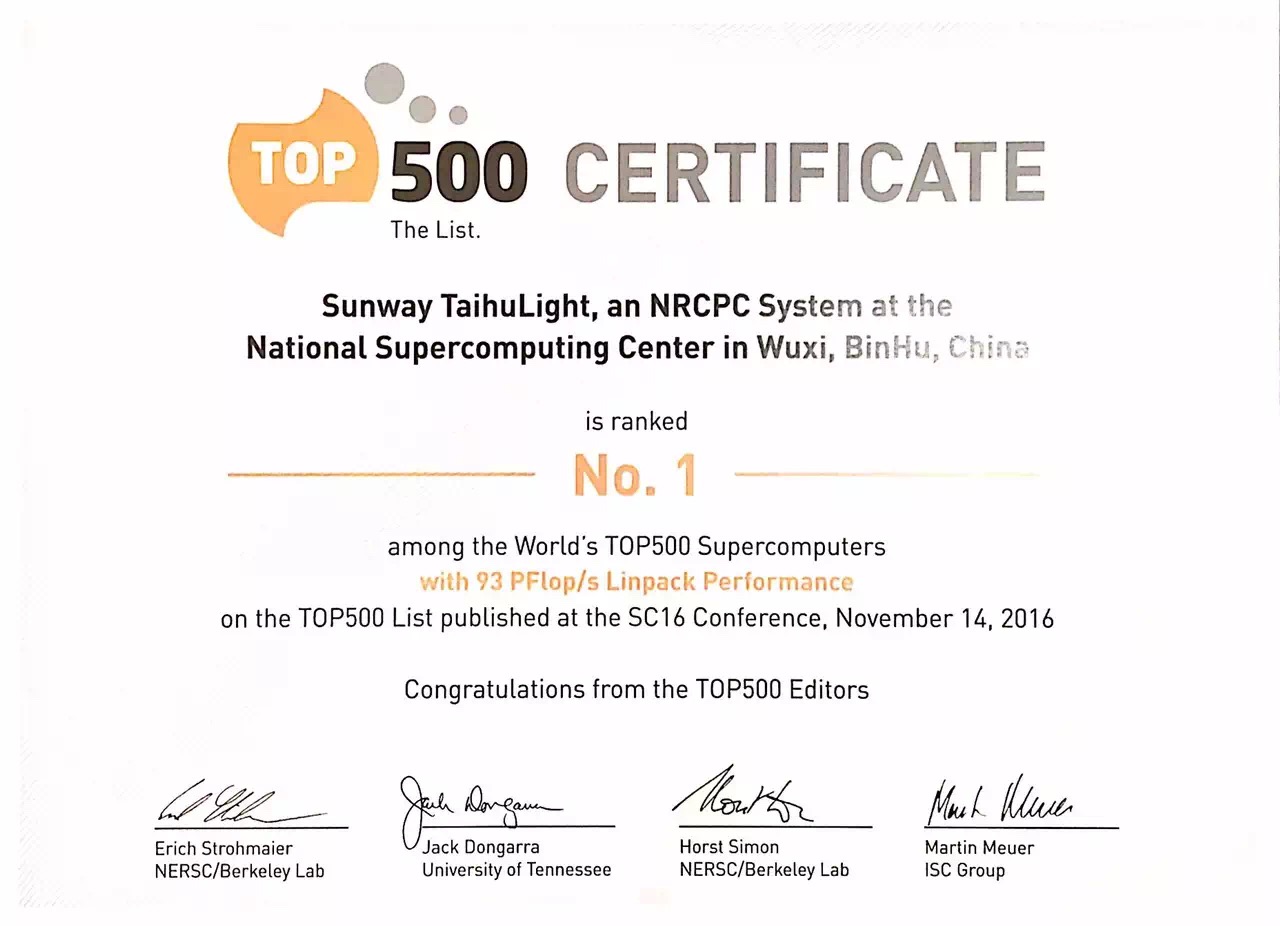 TOP 500 CERTIFICATE
The List.
Sunway TaihuLight, an NRCPC System at the
National Supercomputing Center in Wuxi, BinHu, China
is ranked
No. 1
among the World's TOP500 Supercomputers
with 93 PFlop/s Linpack Performance
on the TOP500 List published at the SC16 Conference, November 14, 2016
Congratulations from the TOP500 Editors
Jack Dongarra
Erich Strohmaier
NERSC/Berkeley Lab
Jack Dongarra
University of Tennessee
Horst Simon
NERSC/Berkeley Lab
Martin Meuer
ISC Group